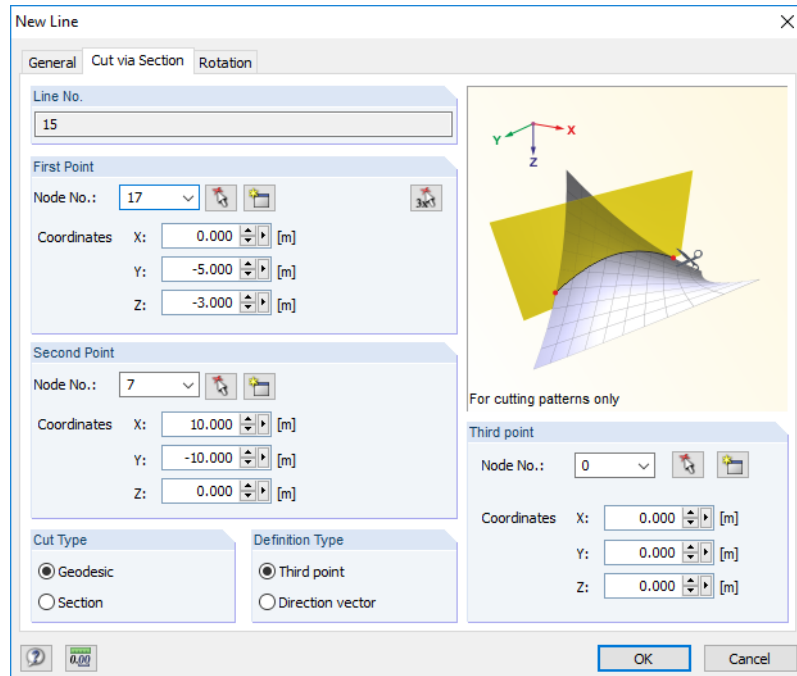 New Line
General Cut via Section Rotation
Line No.
15
First Point
Node No.: 17 3x
Coordinates X: 0.000 [m]
Y: -5.000 [m]
Z: -3.000 [m]
Second Point
Node No.: 7
Coordinates X: 10.000 [m]
Y: -10.000 [m]
Z: 0.000 [m]
Cut Type
Geodesic
Section
Definition Type
Third point
Direction vector
Y X
Z
For cutting patterns only
Third point
Node No.: 0
Coordinates X: 0.000 [m]
Y: 0.000 [m]
Z: 0.000 [m]
? 0.00 OK Cancel